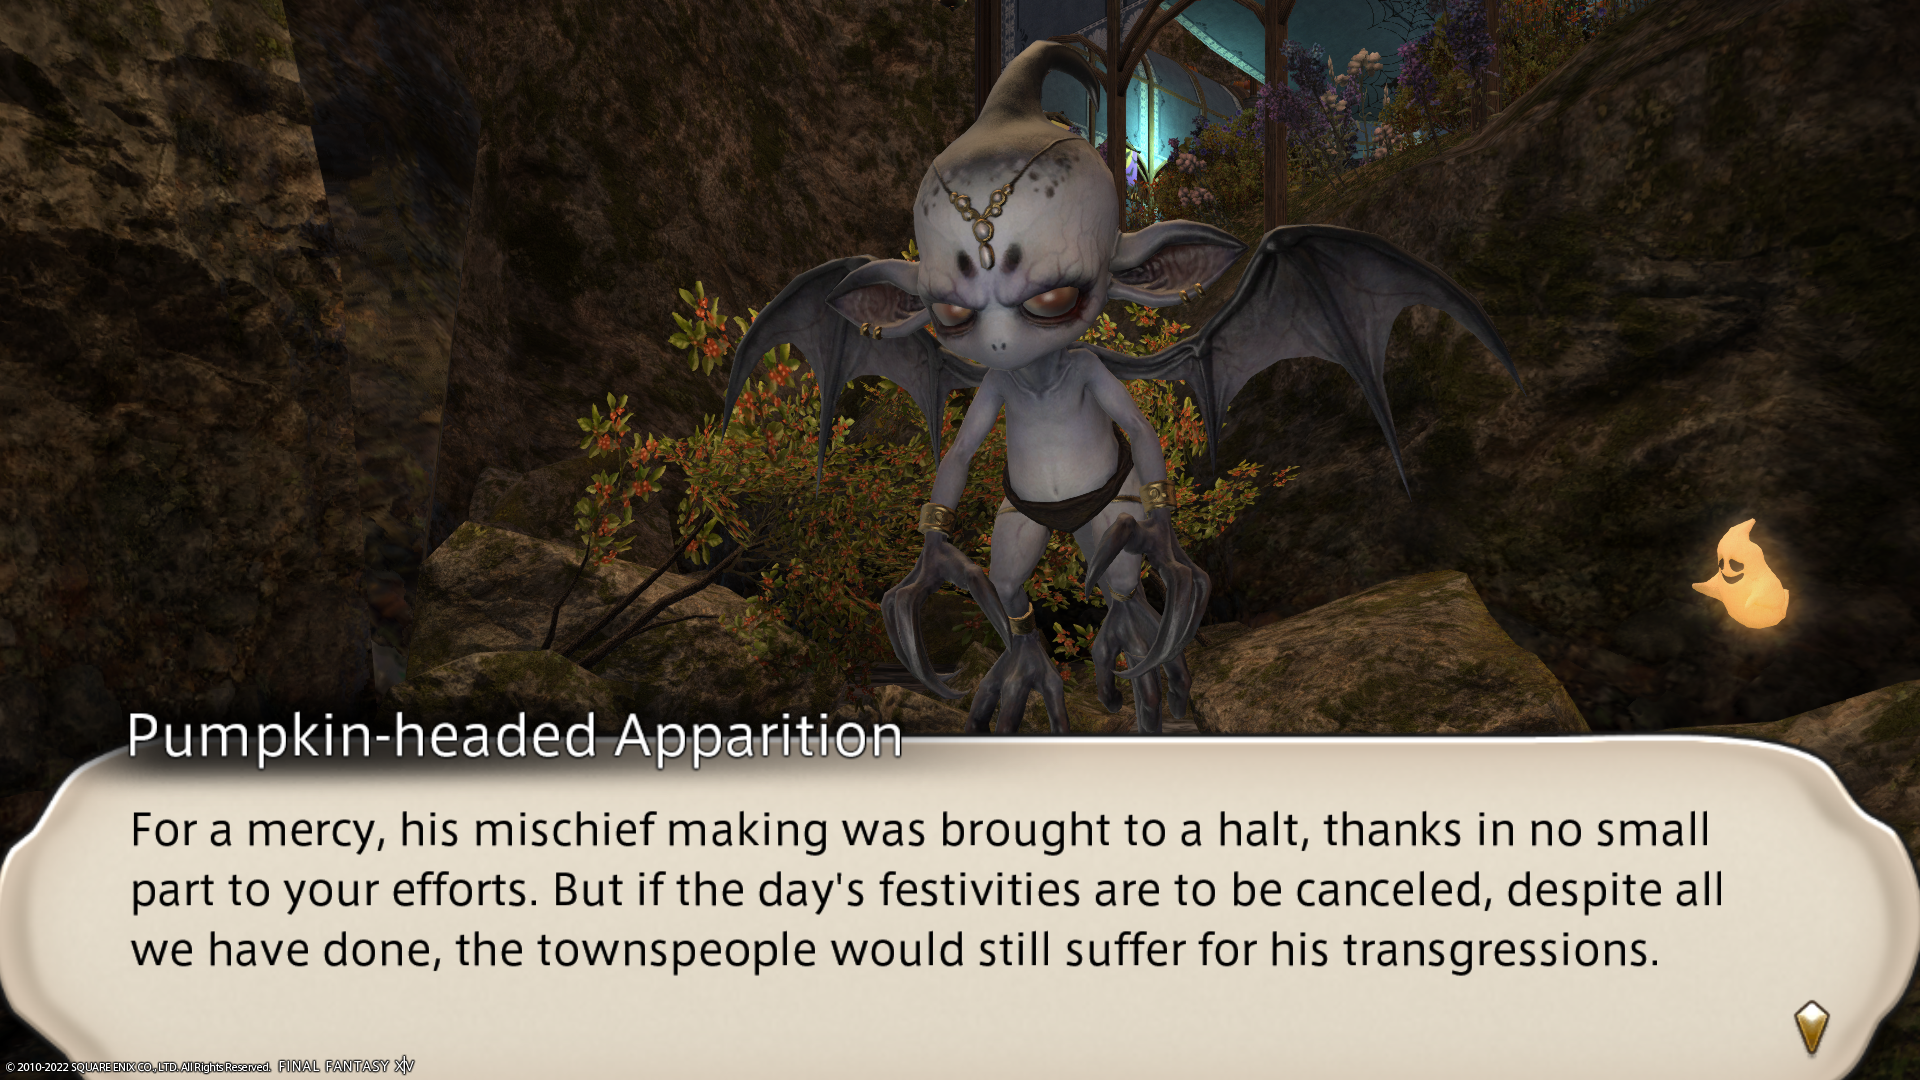 Pumpkin-headed Apparition
For a mercy, his mischief making was brought to a halt, thanks in no small
part to your efforts. But if the day's festivities are to be canceled, despite all
we have done, the townspeople would still suffer for his transgressions.
© 2010-2022 SQUARE ENIX CO., LTD. All Rights Reserved. FINAL FANTASY XIV